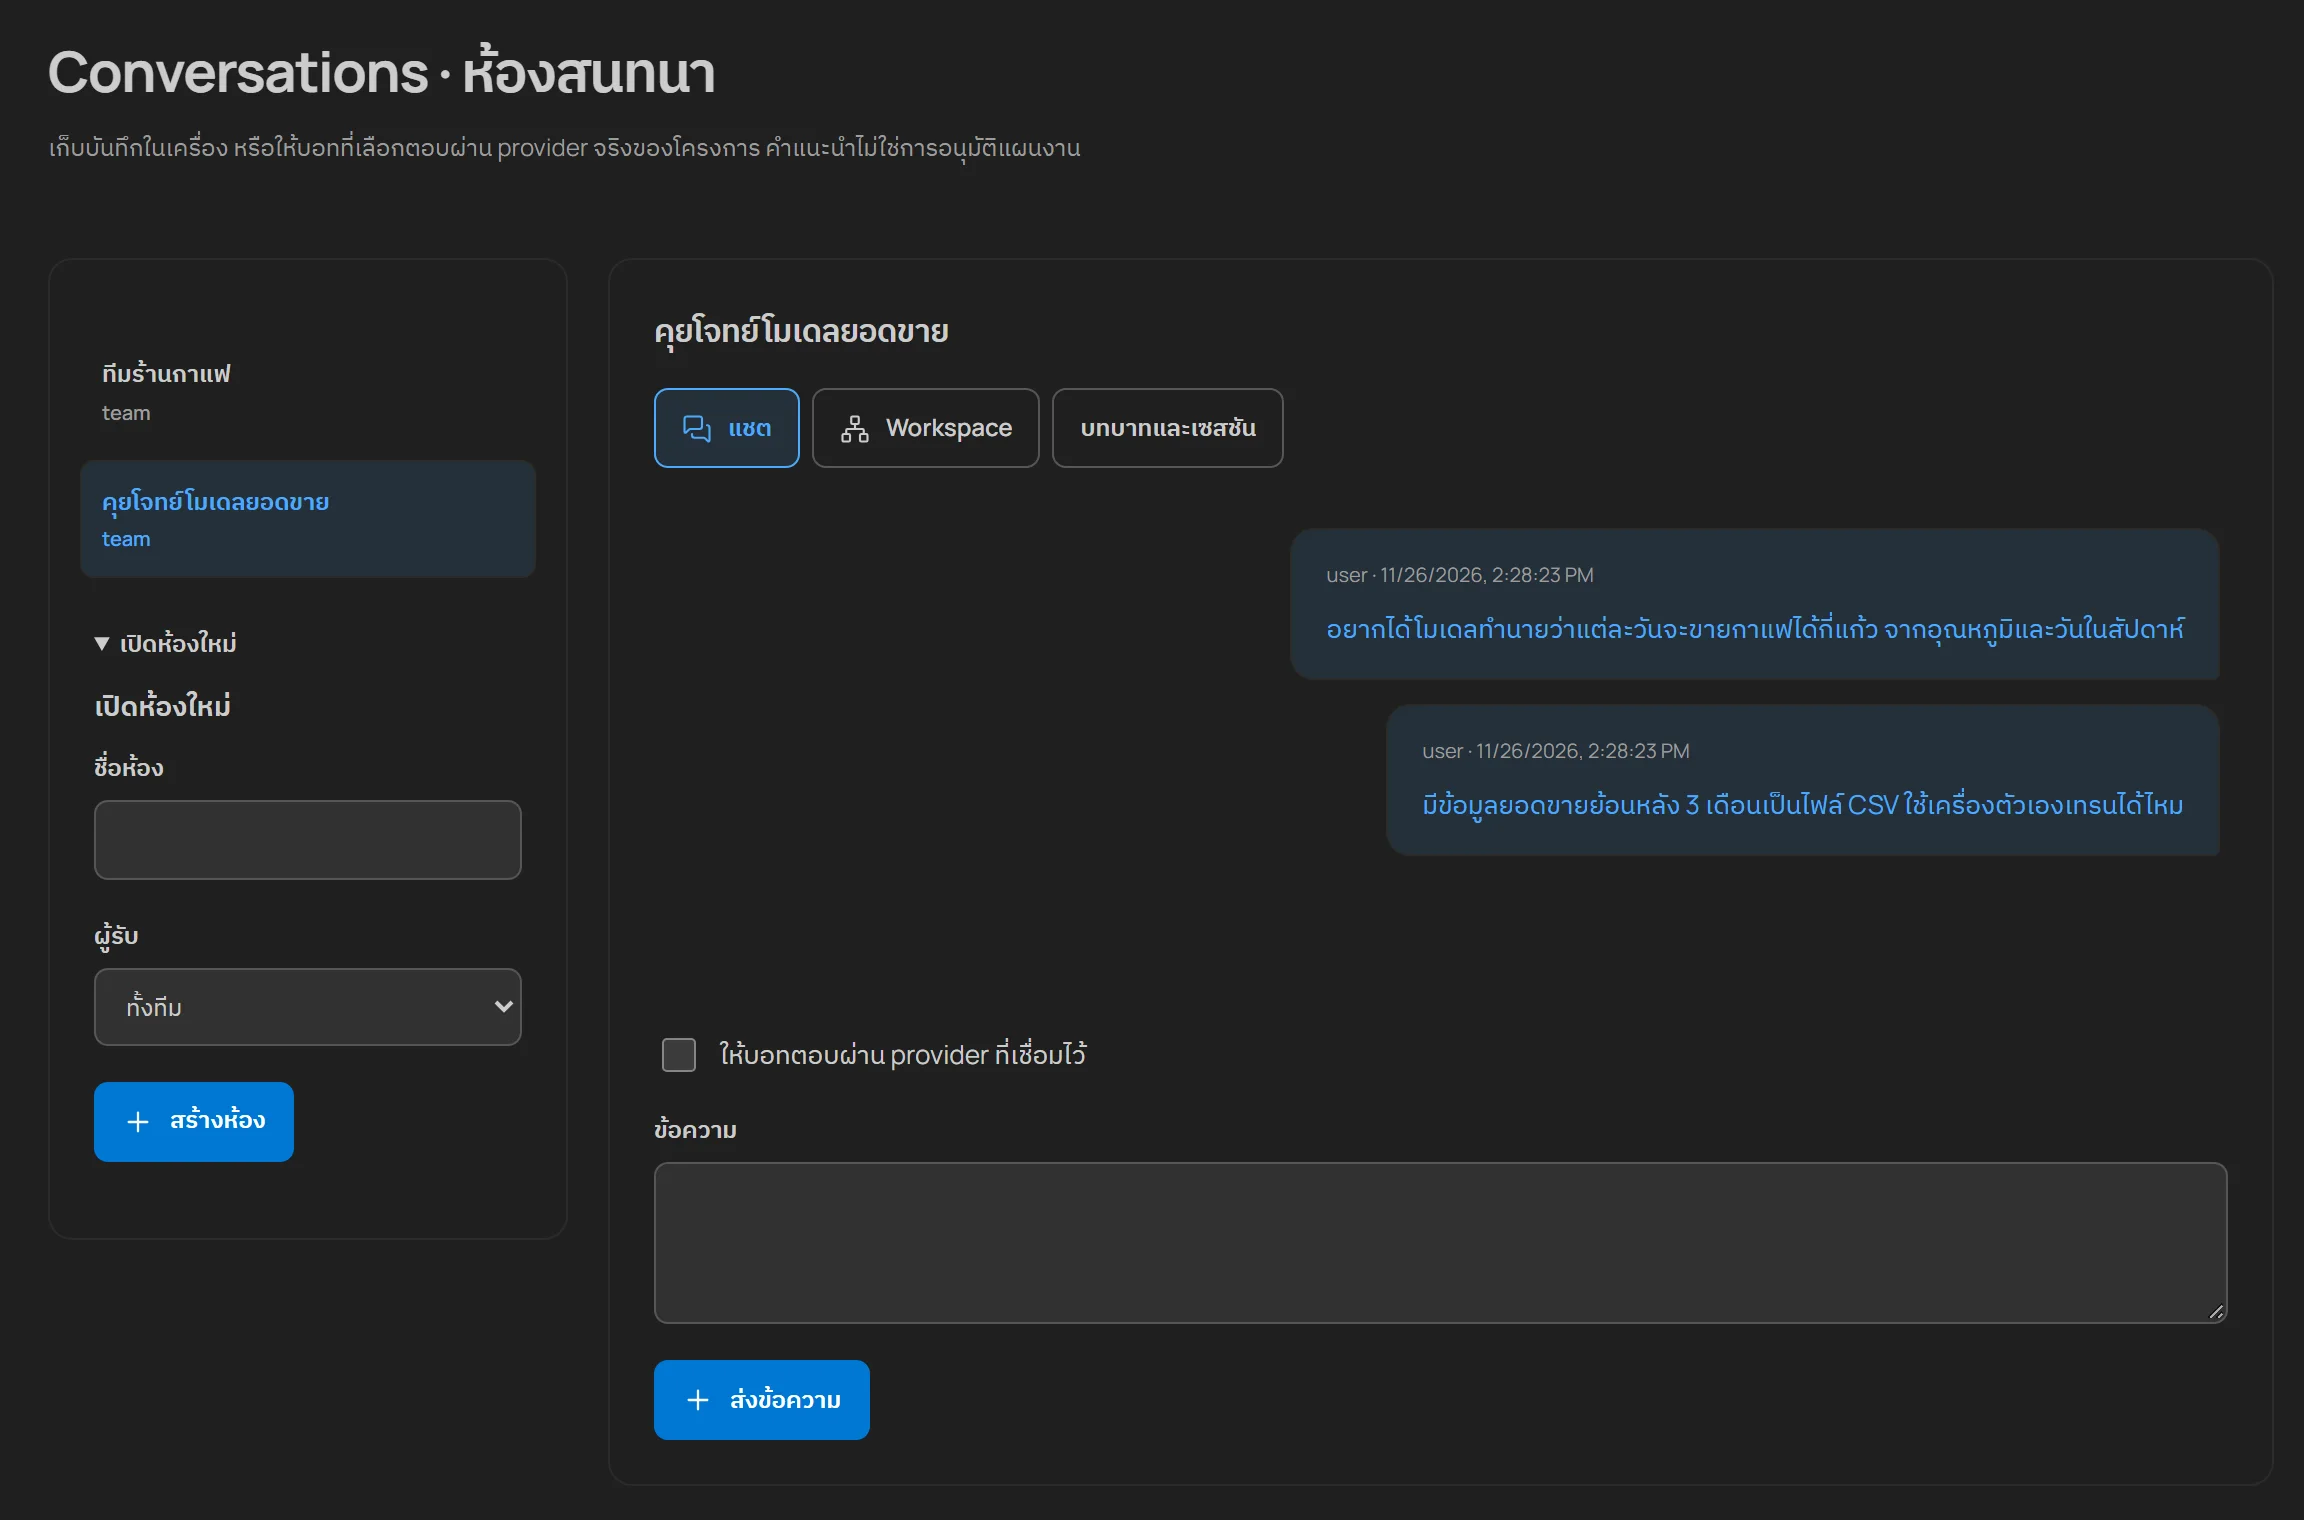 Conversations · ห้องสนทนา
เก็บบันทึกในเครื่อง หรือให้บอทที่เลือกตอบผ่าน provider จริงของโครงการ คำแนะนำไม่ใช่การอนุมัติแผนงาน
ทีมร้านกาแฟ
team
คุยโจทย์โมเดลยอดขาย
team
▼ เปิดห้องใหม่
เปิดห้องใหม่
ชื่อห้อง
ผู้รับ
ทั้งทีม
สร้างห้อง
คุยโจทย์โมเดลยอดขาย
แชต
Workspace
บทบาทและเซสชัน
user · 11/26/2026, 2:28:23 PM
อยากได้โมเดลทำนายว่าแต่ละวันจะขายกาแฟได้กี่แก้ว จากอุณหภูมิและวันในสัปดาห์
user · 11/26/2026, 2:28:23 PM
มีข้อมูลยอดขายย้อนหลัง 3 เดือนเป็นไฟล์ CSV ใช้เครื่องตัวเองเทรนได้ไหม
ให้บอทตอบผ่าน provider ที่เชื่อมไว้
ข้อความ
ส่งข้อความ